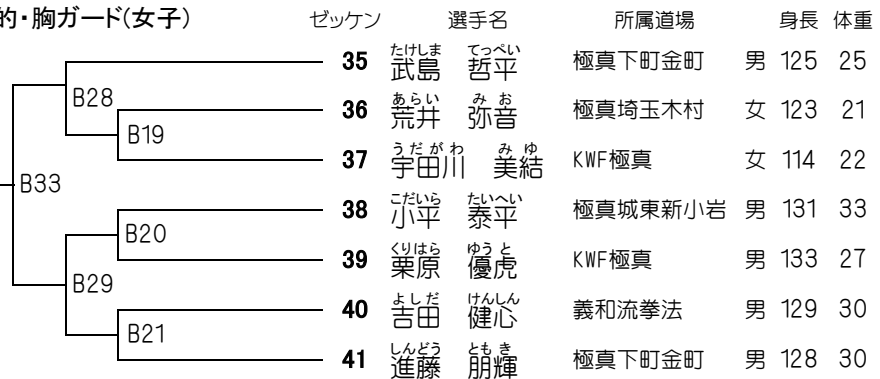 的・胸ガード(女子) ゼッケン 選手名 所属道場 身長 体重
35 武島 哲平 極真下町金町 男 125 25
たけしま てっぺい
B28
36 荒井 弥音 極真埼玉木村 女 123 21
あらい みお
B19
37 宇田川 美結 KWF極真 女 114 22
うだがわ みゆ
B33
38 小平 泰平 極真城東新小岩 男 131 33
こだいら たいへい
B20
39 栗原 優虎 KWF極真 男 133 27
くりはら ゆうと
B29
40 吉田 健心 義和流拳法 男 129 30
よしだ けんしん
B21
41 進藤 朋輝 極真下町金町 男 128 30
しんどう ともき